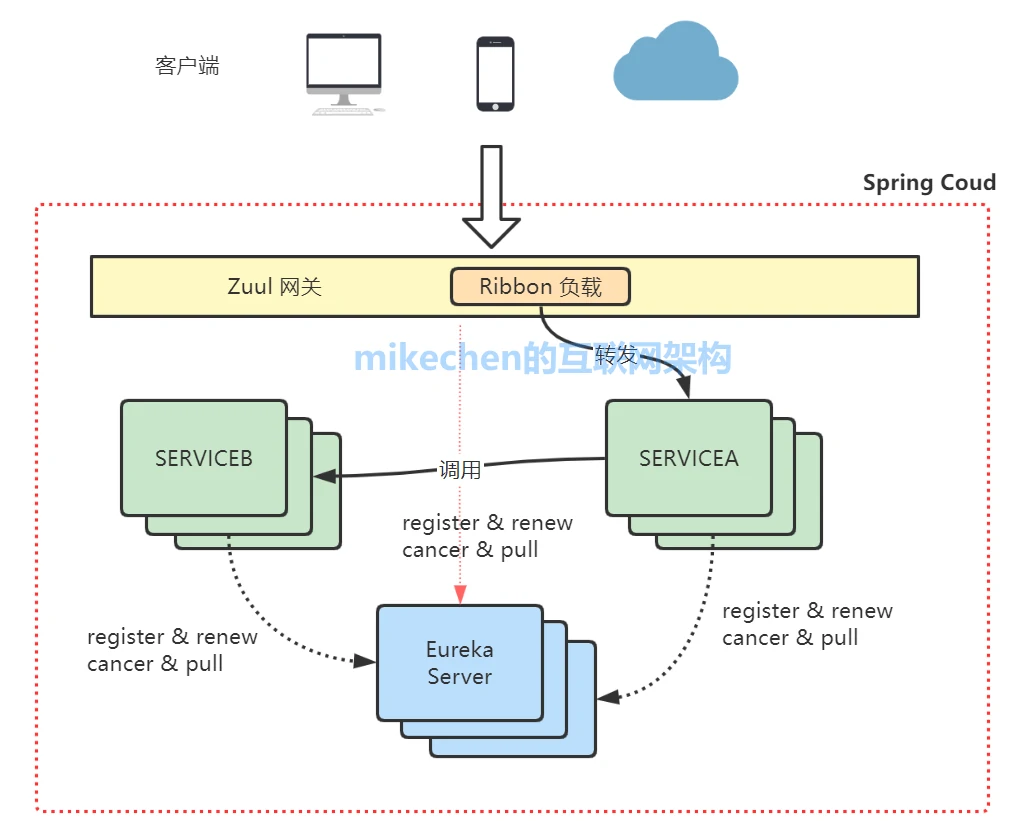 客户端
Spring Coud
Zuul 网关
Ribbon 负载
mikechen的互联网架构
转发
SERVICEB
SERVICEA
调用
register & renew
cancer & pull
register & renew
cancer & pull
register & renew
cancer & pull
Eureka
Server